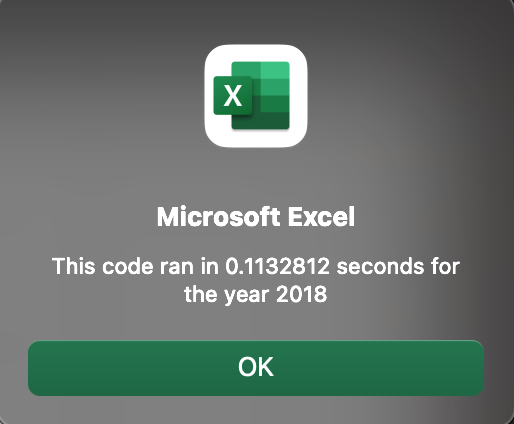 X
Microsoft Excel
This code ran in 0.1132812 seconds for
the year 2018
OK